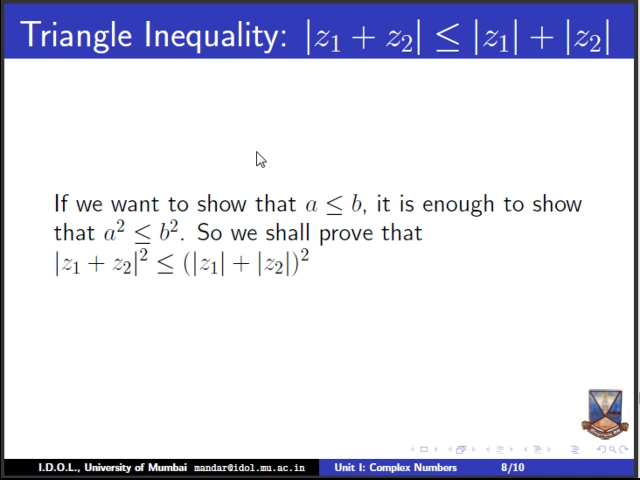 Triangle Inequality: |z₁ + z₂| ≤ |z₁| + |z₂|
If we want to show that a ≤ b, it is enough to show
that a² ≤ b². So we shall prove that
|z₁ + z₂|² ≤ (|z₁| + |z₂|)²
I.D.O.L., University of Mumbai mandar@idol.mu.ac.in Unit I: Complex Numbers 8/10